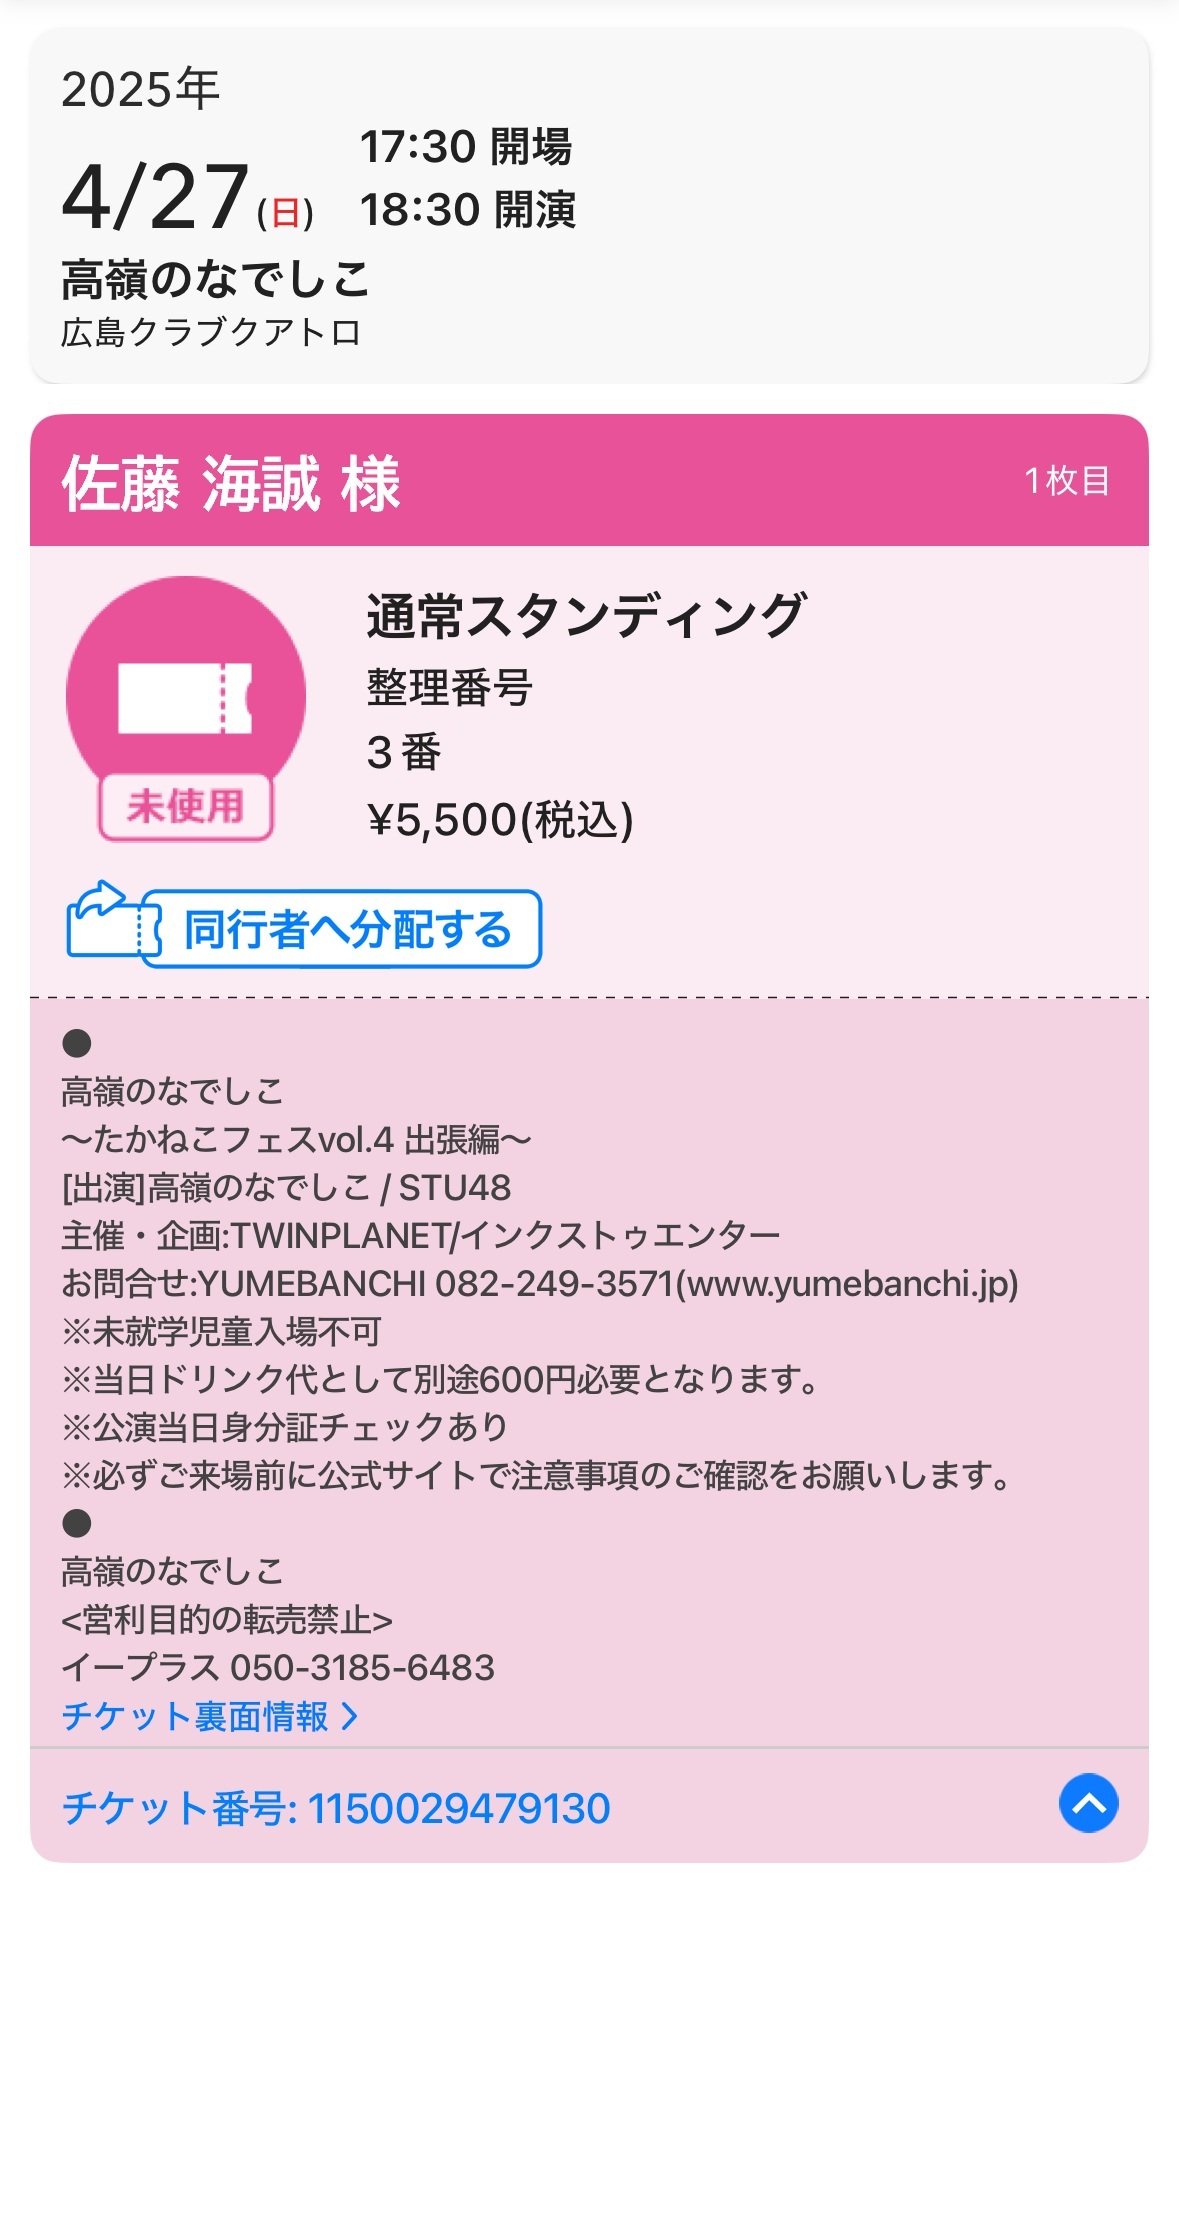 2025年
4/27(日)
17:30 開場
18:30 開演
高嶺のなでしこ
広島クラブクアトロ
佐藤 海誠 様
1枚目
通常スタンディング
整理番号
3 番
¥5,500(税込)
未使用
同行者へ分配する
●
高嶺のなでしこ
〜たかねこフェスvol.4 出張編〜
[出演]高嶺のなでしこ / STU48
主催・企画:TWINPLANET/インクストゥエンター
お問合せ:YUMEBANCHI 082-249-3571(www.yumebanchi.jp)
※未就学児童入場不可
※当日ドリンク代として別途600円必要となります。
※公演当日身分証チェックあり
※必ずご来場前に公式サイトで注意事項のご確認をお願いします。
●
高嶺のなでしこ
<営利目的の転売禁止>
イープラス 050-3185-6483
チケット裏面情報
チケット番号: 1150029479130